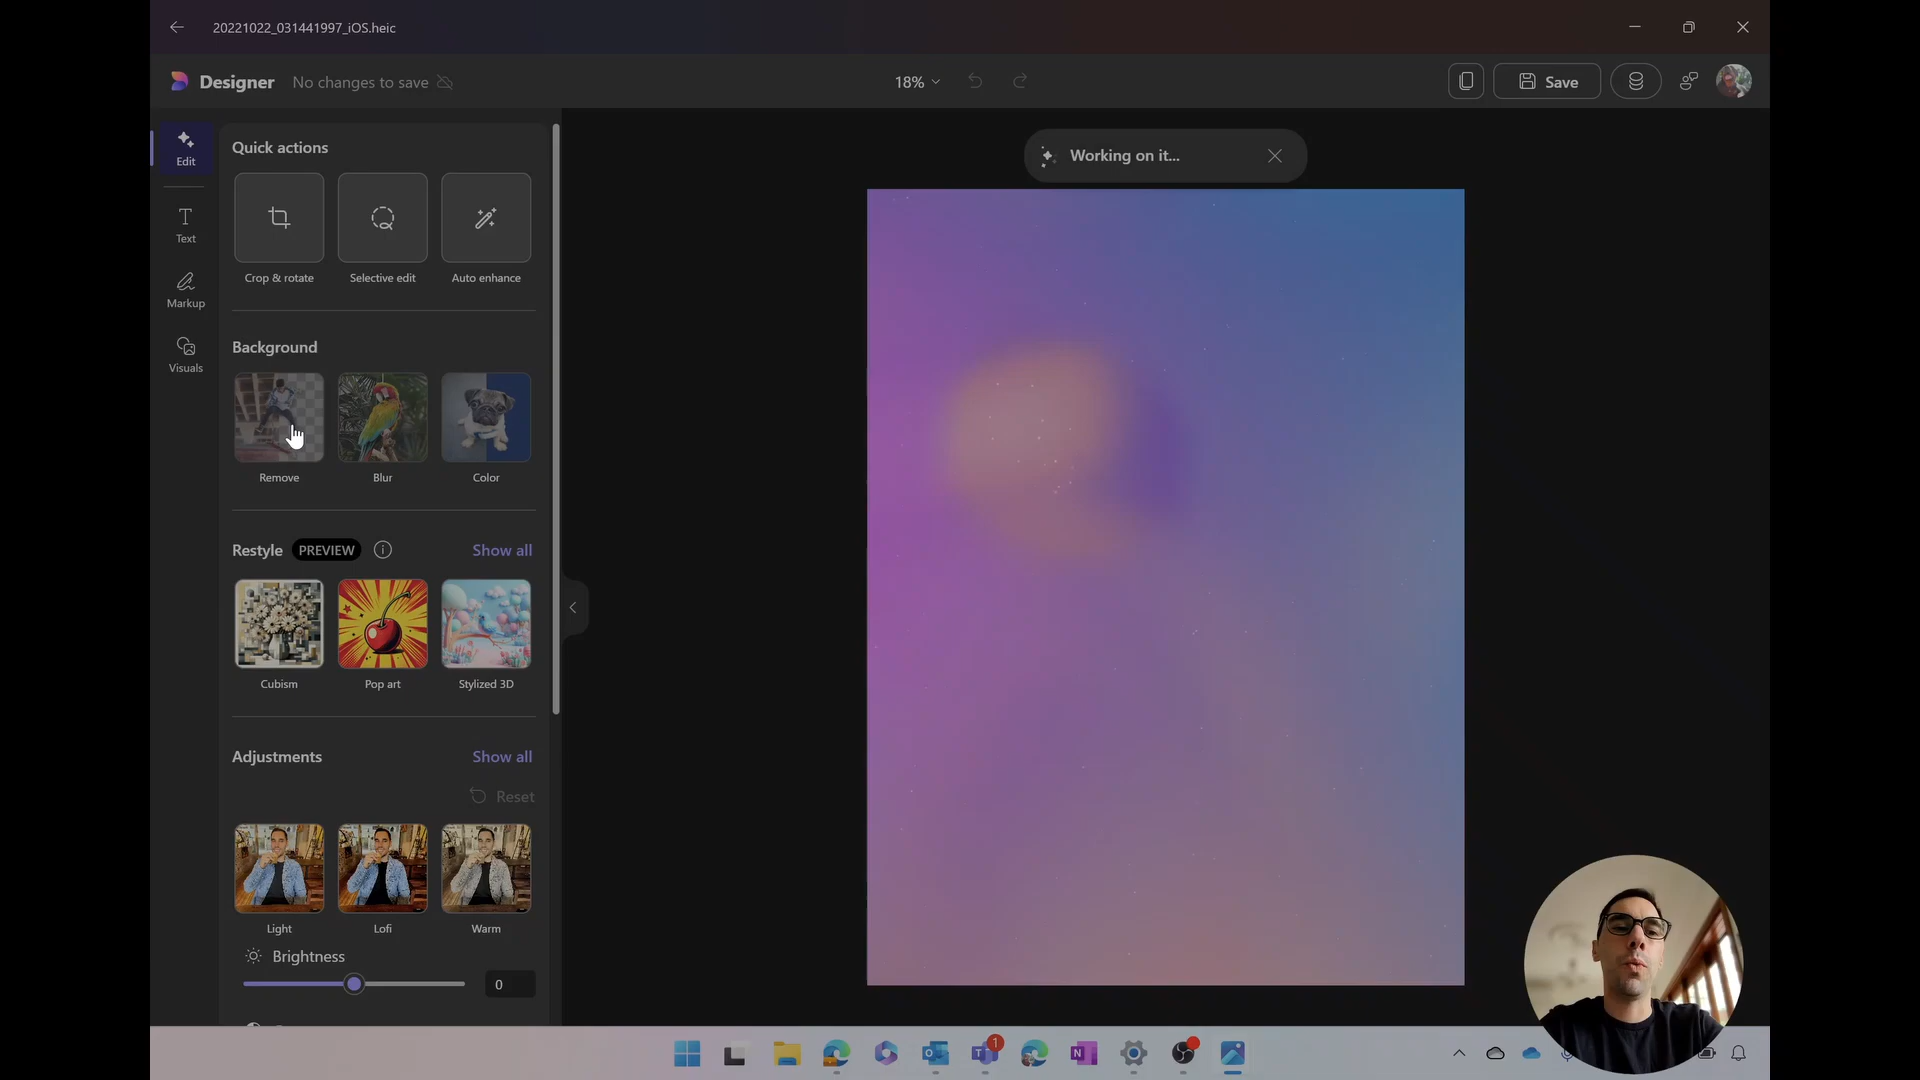 20221022_031441997_iOS.heic
Designer
No changes to save
18%
Save
Edit
Text
Markup
Visuals
Quick actions
Crop & rotate
Selective edit
Auto enhance
Background
Remove
Blur
Color
Restyle
PREVIEW
Show all
Cubism
Pop art
Stylized 3D
Adjustments
Show all
Reset
Light
Lofi
Warm
Brightness
0
Working on it...
1